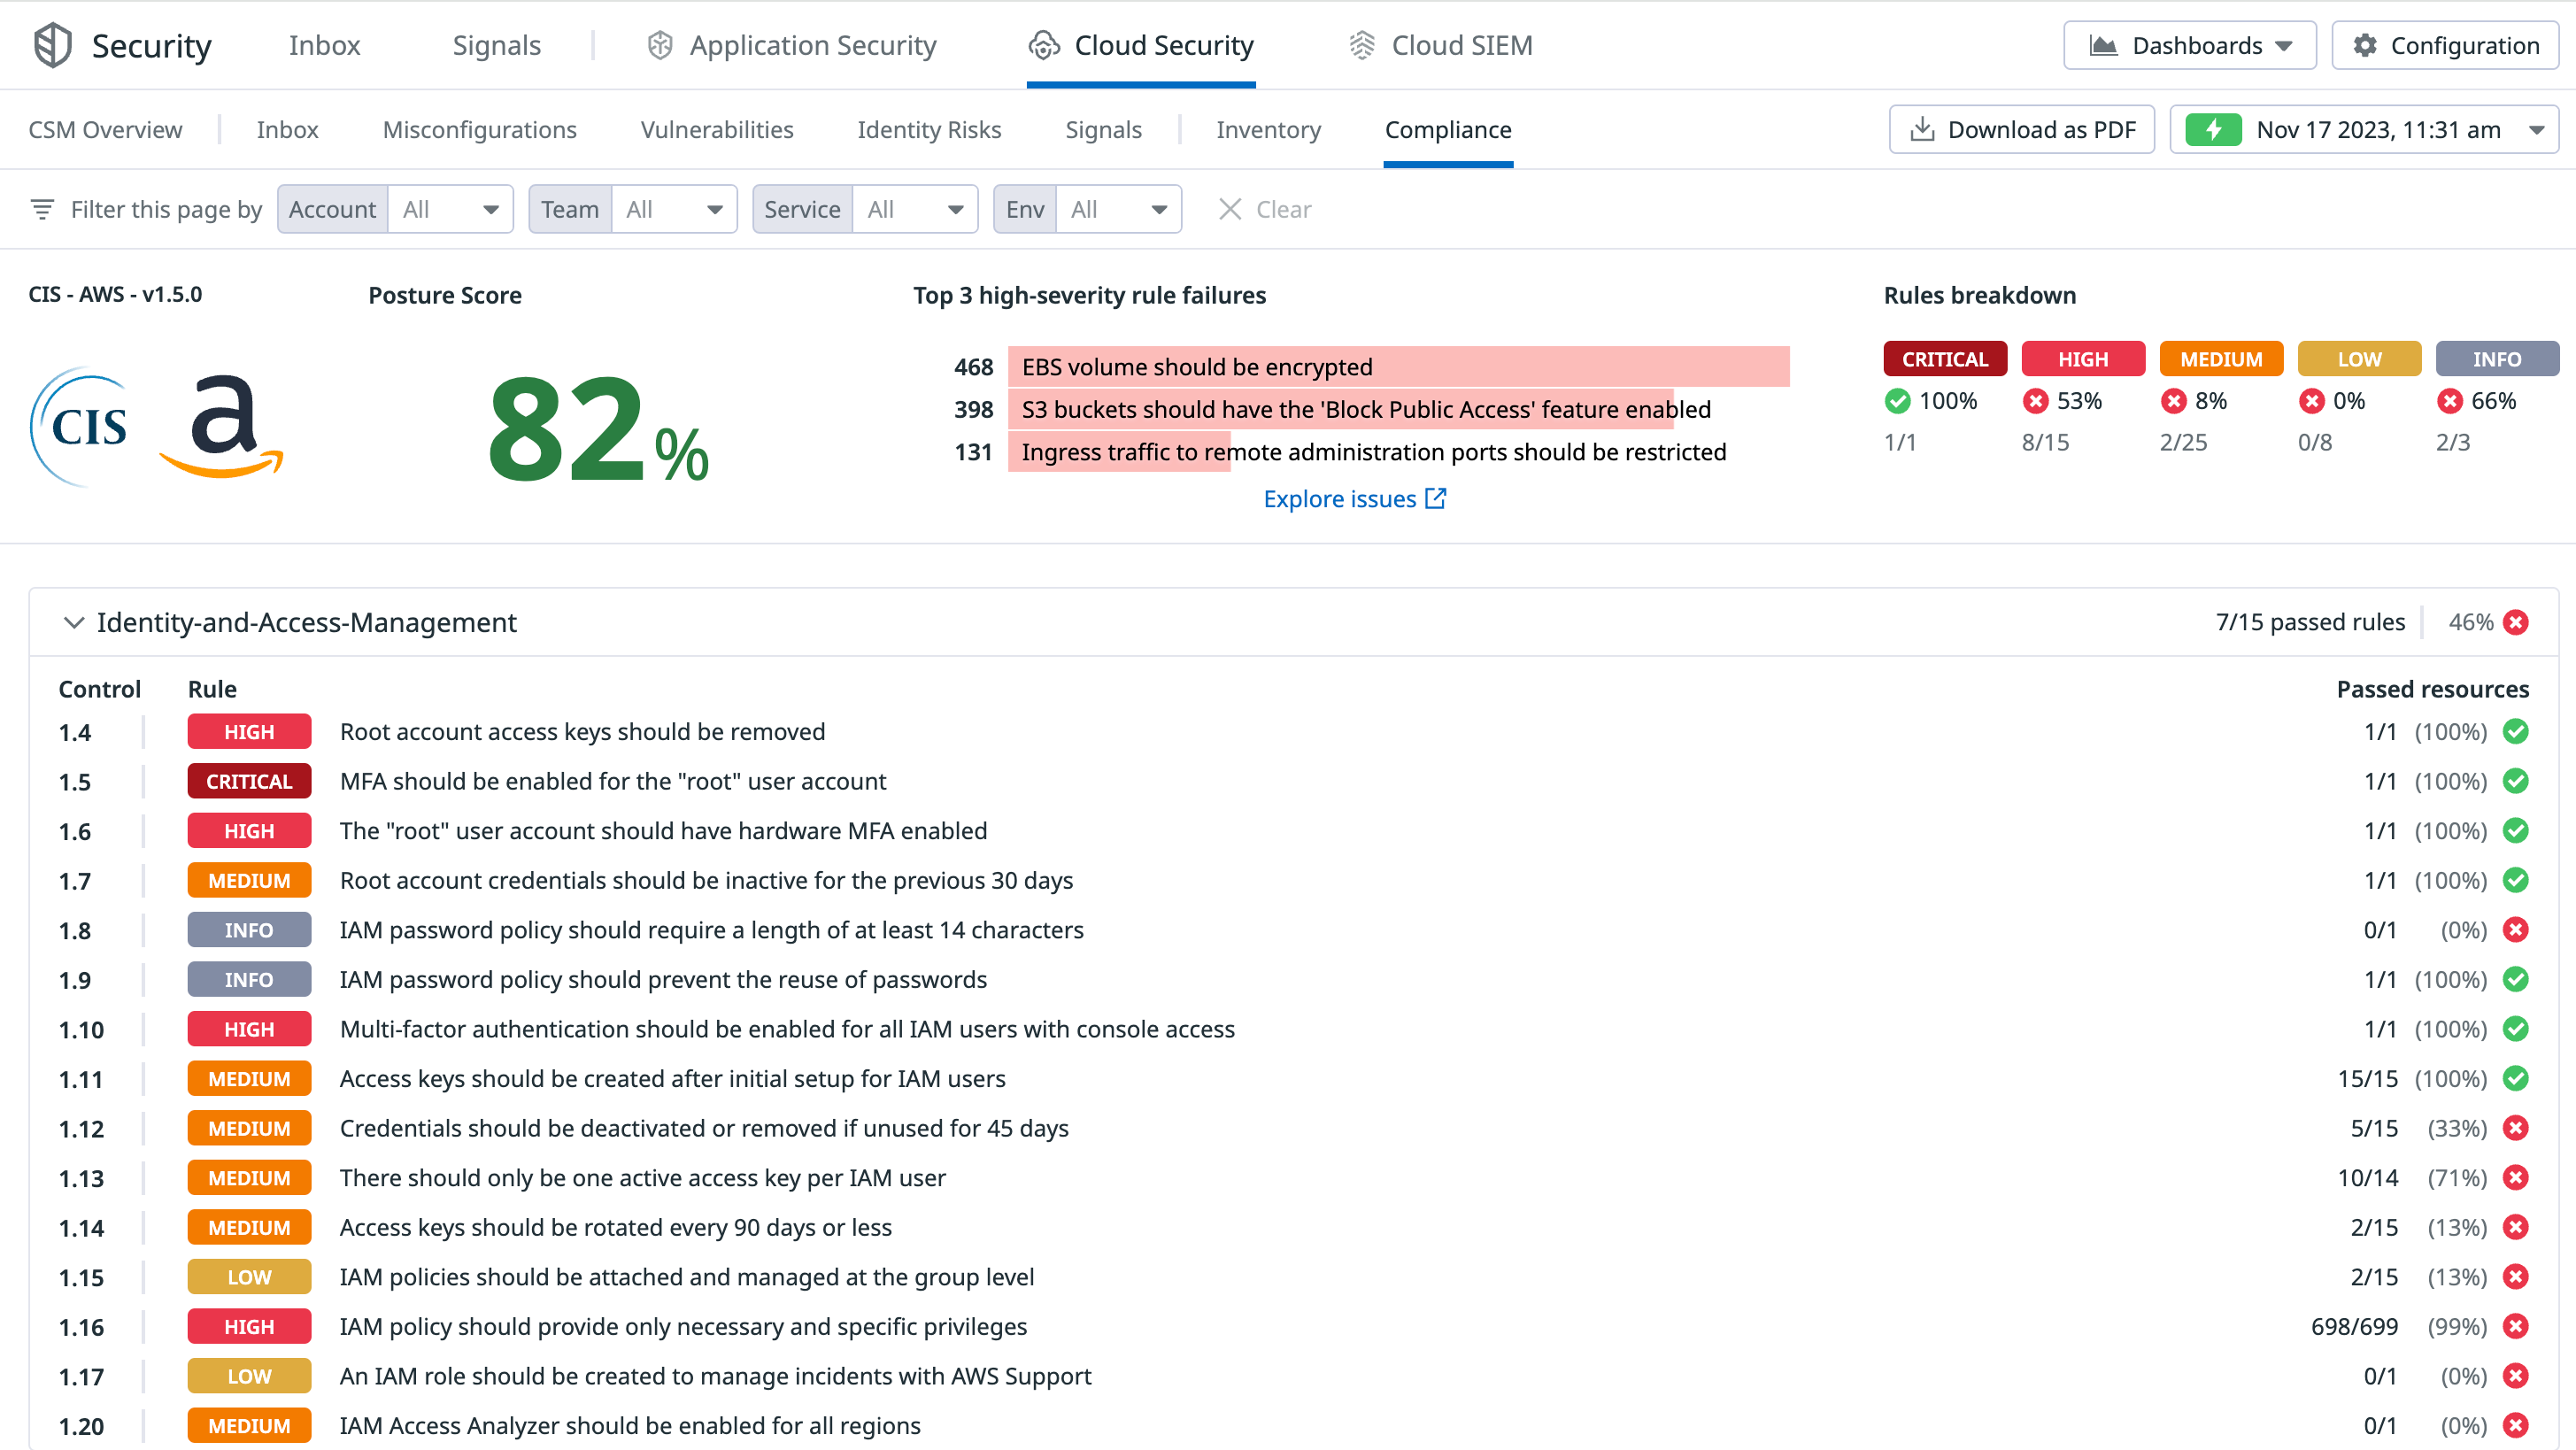 Security Inbox Signals Application Security Cloud Security Cloud SIEM Dashboards Configuration
CSM Overview Inbox Misconfigurations Vulnerabilities Identity Risks Signals Inventory Compliance Download as PDF Nov 17 2023, 11:31 am
Filter this page by Account All Team All Service All Env All Clear
CIS - AWS - v1.5.0
CIS a
Posture Score
82%
Top 3 high-severity rule failures
468 EBS volume should be encrypted
398 S3 buckets should have the 'Block Public Access' feature enabled
131 Ingress traffic to remote administration ports should be restricted
Explore issues
Rules breakdown
CRITICAL HIGH MEDIUM LOW INFO
100% 53% 8% 0% 66%
1/1 8/15 2/25 0/8 2/3
Identity-and-Access-Management 7/15 passed rules 46%
Control Rule Passed resources
1.4 HIGH Root account access keys should be removed 1/1 (100%)
1.5 CRITICAL MFA should be enabled for the "root" user account 1/1 (100%)
1.6 HIGH The "root" user account should have hardware MFA enabled 1/1 (100%)
1.7 MEDIUM Root account credentials should be inactive for the previous 30 days 1/1 (100%)
1.8 INFO IAM password policy should require a length of at least 14 characters 0/1 (0%)
1.9 INFO IAM password policy should prevent the reuse of passwords 1/1 (100%)
1.10 HIGH Multi-factor authentication should be enabled for all IAM users with console access 1/1 (100%)
1.11 MEDIUM Access keys should be created after initial setup for IAM users 15/15 (100%)
1.12 MEDIUM Credentials should be deactivated or removed if unused for 45 days 5/15 (33%)
1.13 MEDIUM There should only be one active access key per IAM user 10/14 (71%)
1.14 MEDIUM Access keys should be rotated every 90 days or less 2/15 (13%)
1.15 LOW IAM policies should be attached and managed at the group level 2/15 (13%)
1.16 HIGH IAM policy should provide only necessary and specific privileges 698/699 (99%)
1.17 LOW An IAM role should be created to manage incidents with AWS Support 0/1 (0%)
1.20 MEDIUM IAM Access Analyzer should be enabled for all regions 0/1 (0%)